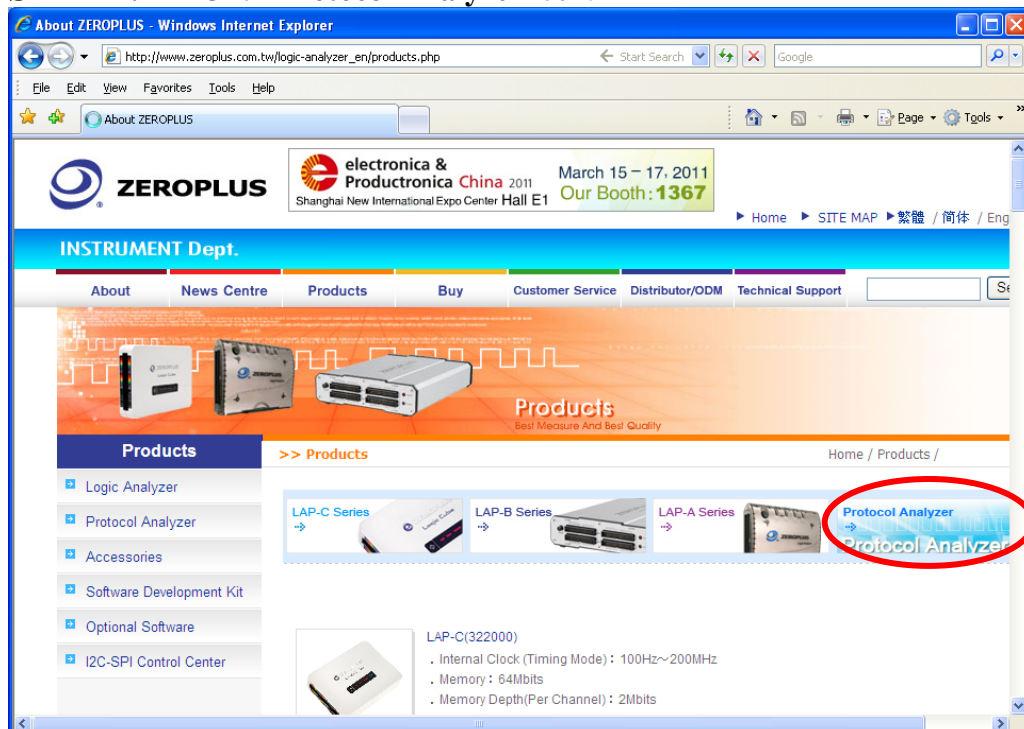 About ZEROPLUS - Windows Internet Explorer
http://www.zeroplus.com.tw/logic-analyzer_en/products.php
Start Search
Google
File Edit View Favorites Tools Help
About ZEROPLUS
Page Tools
ZEROPLUS
electronica & Productronica China 2011
Shanghai New International Expo Center Hall E1
March 15 - 17, 2011
Our Booth : 1367
Home SITE MAP 繁體 / 简体 / Eng
INSTRUMENT Dept.
About News Centre Products Buy Customer Service Distributor/ODM Technical Support
Products
Best Measure And Best Quality
Products
>> Products
Home / Products /
Logic Analyzer
Protocol Analyzer
Accessories
Software Development Kit
Optional Software
I2C-SPI Control Center
LAP-C Series
LAP-B Series
LAP-A Series
Protocol Analyzer
Protocol Analyzer
LAP-C(322000)
. Internal Clock (Timing Mode)：100Hz～200MHz
. Memory：64Mbits
. Memory Depth(Per Channel)：2Mbits